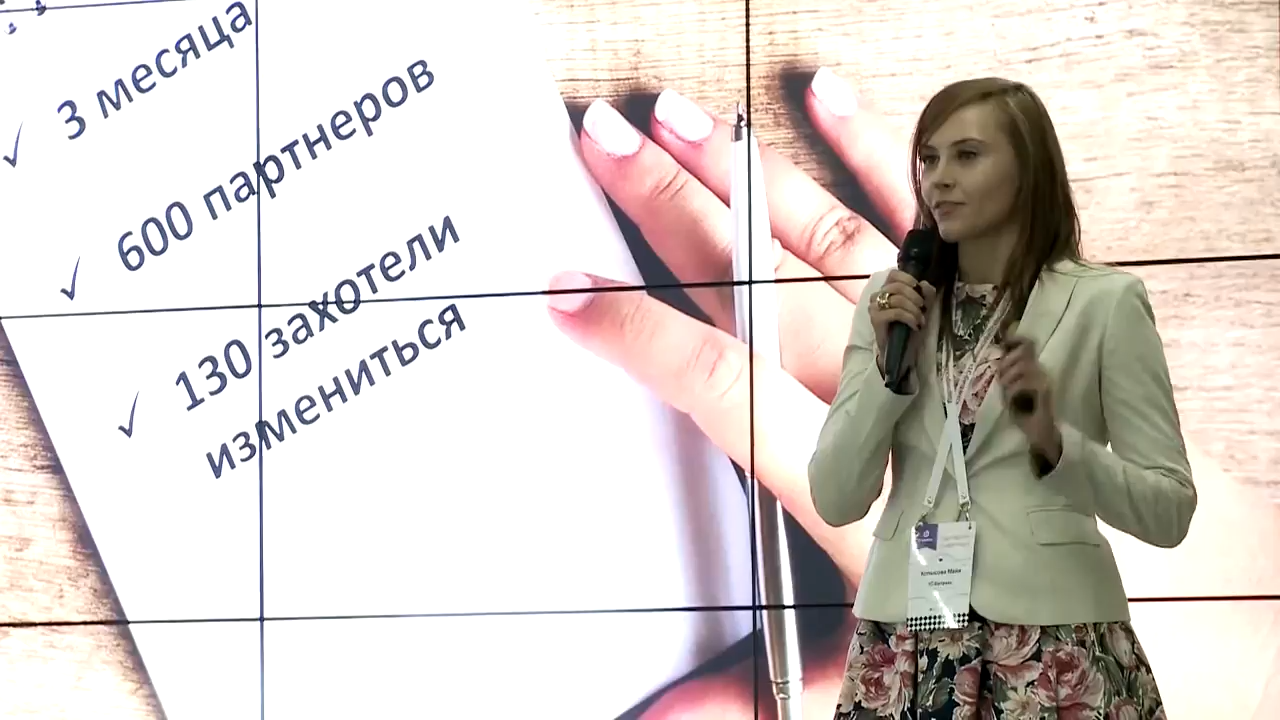 3 месяца
600 партнеров
130 захотели
измениться